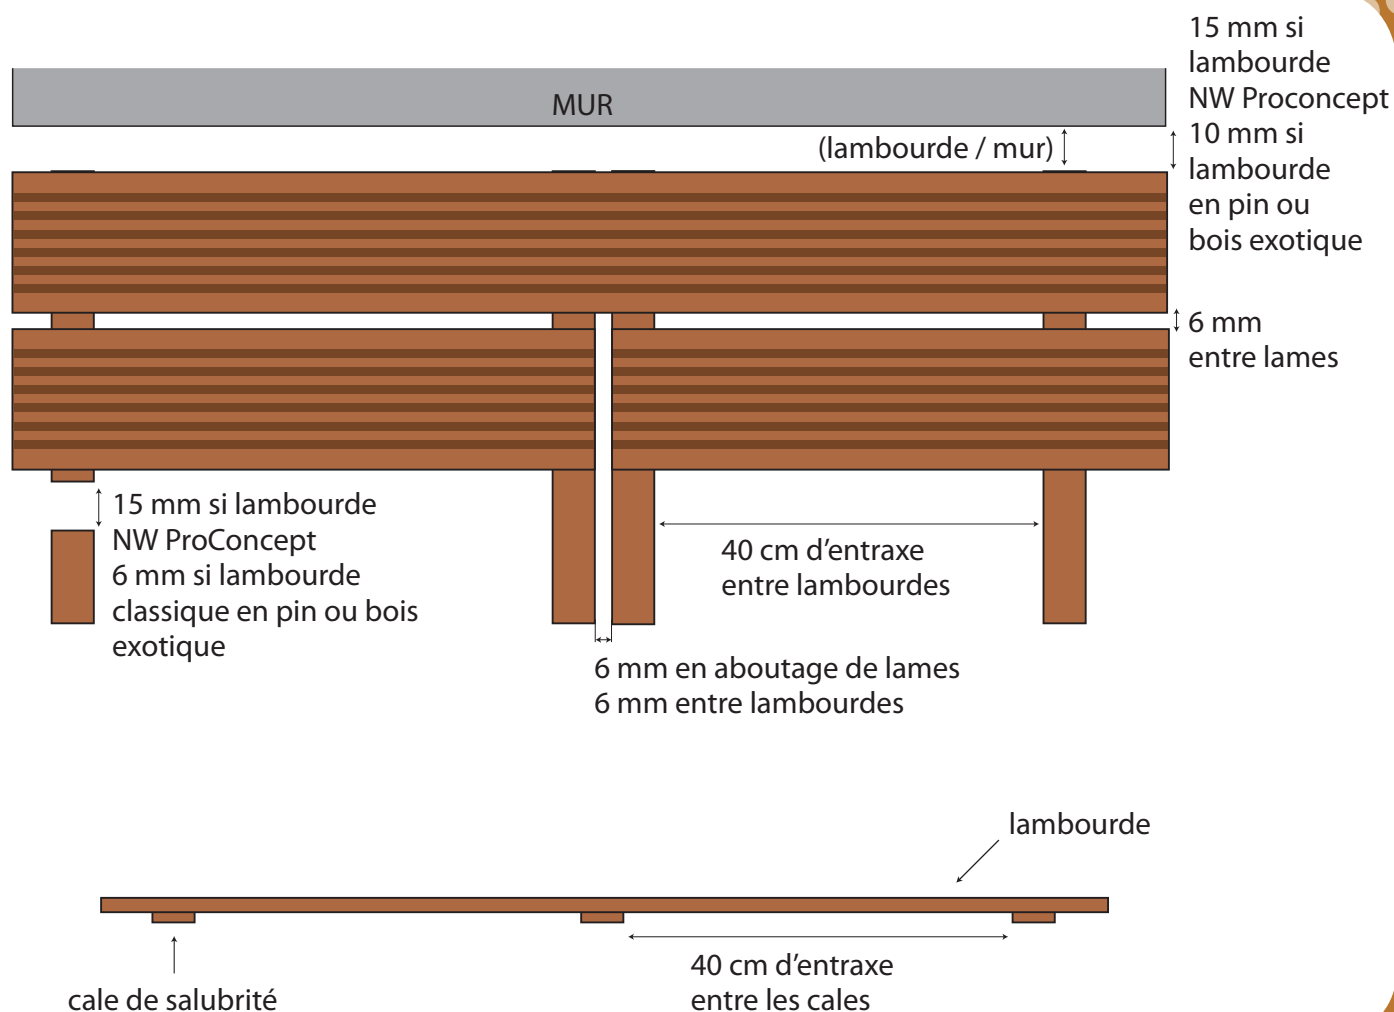 15 mm si
lambourde
NW Proconcept
10 mm si
lambourde
en pin ou
bois exotique
MUR
(lambourde / mur)
6 mm
entre lames
15 mm si lambourde
NW ProConcept
6 mm si lambourde
classique en pin ou bois
exotique
40 cm d’entraxe
entre lambourdes
6 mm en aboutage de lames
6 mm entre lambourdes
lambourde
40 cm d’entraxe
entre les cales
cale de salubrité